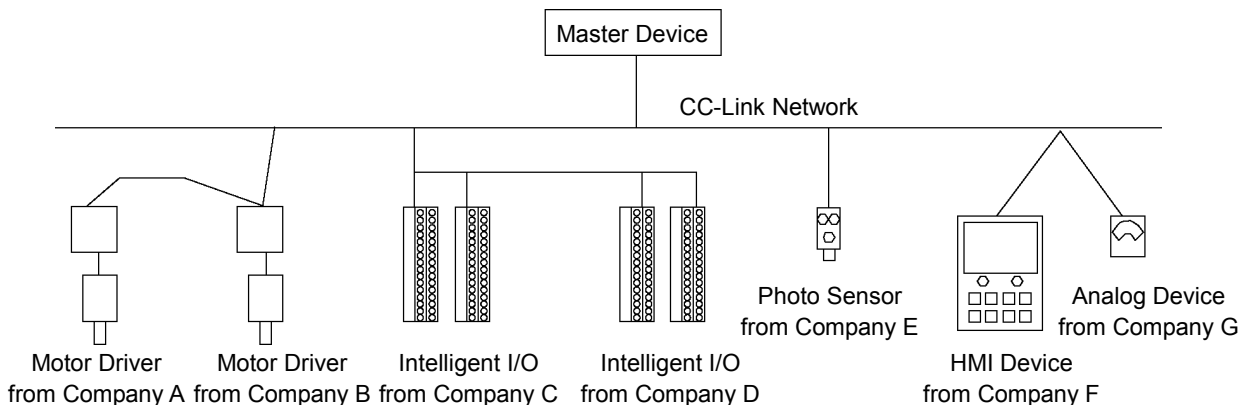 Master Device
CC-Link Network
Motor Driver
from Company A
Motor Driver
from Company B
Intelligent I/O
from Company C
Intelligent I/O
from Company D
Photo Sensor
from Company E
HMI Device
from Company F
Analog Device
from Company G